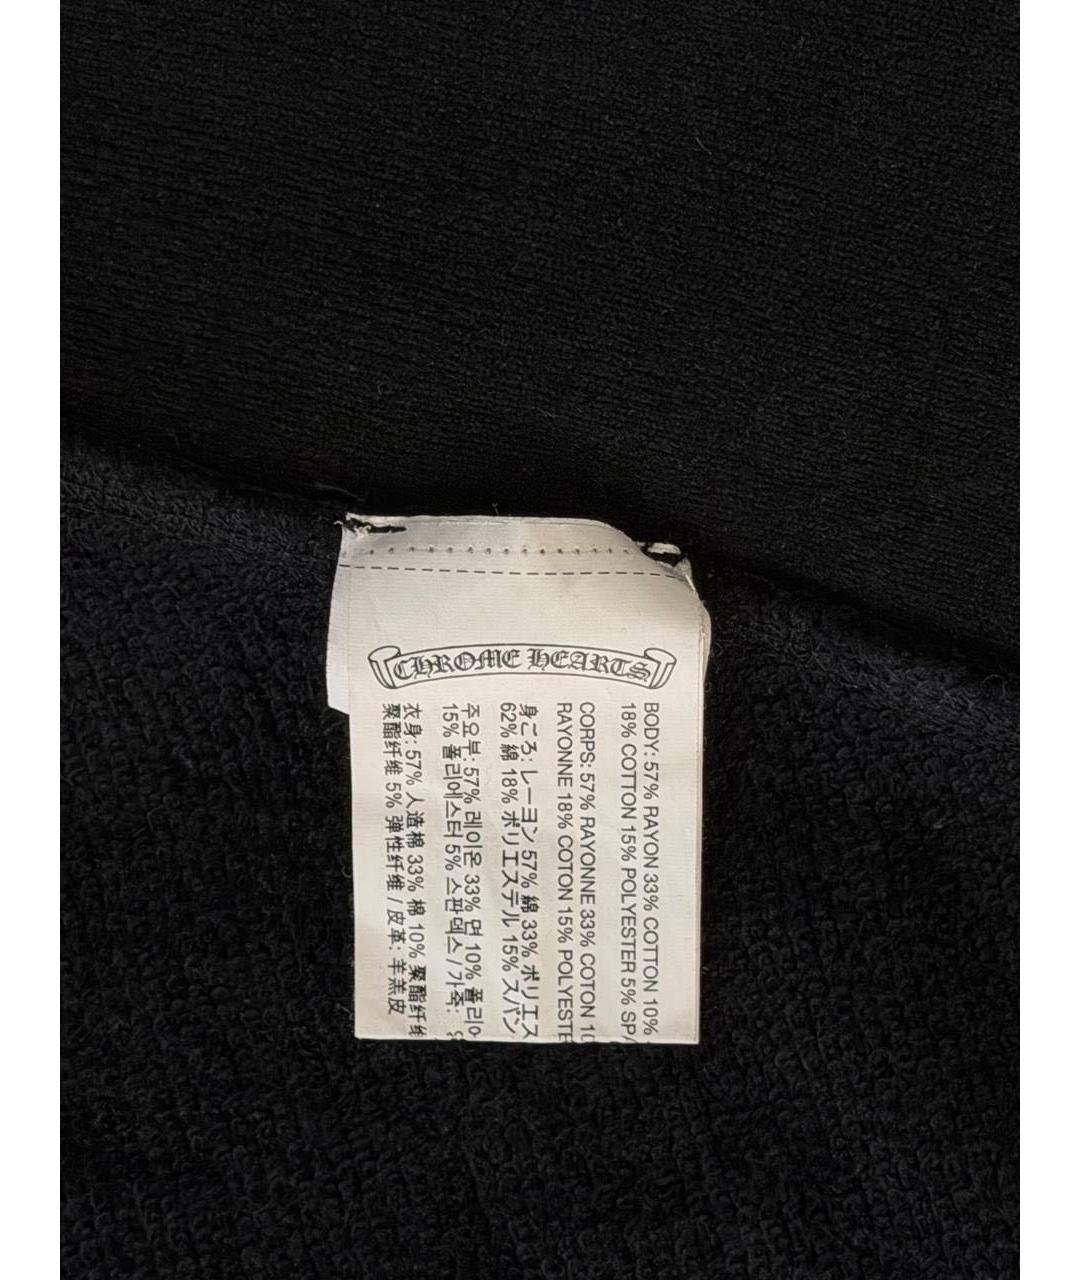 CHROME HEARTS
BODY: 57% RAYON 33% COTTON 10%
18% COTTON 15% POLYESTER 5% SPA
CORPS: 57% RAYONNE 33% COTON 10
RAYONNE 18% COTON 15% POLYESTE
身ごろ: レーヨン 57% 綿 33% ポリエス
62% 綿 18% ポリエステル 15% スパン
주요부: 57% 레이온 33% 면 10% 폴리에
15% 폴리에스터 5% 스판덱스 / 가죽:
衣身: 57% 人造棉 33% 棉 10% 聚酯纤维
聚酯纤维 5% 弹性纤维 / 皮革: 羊羔皮